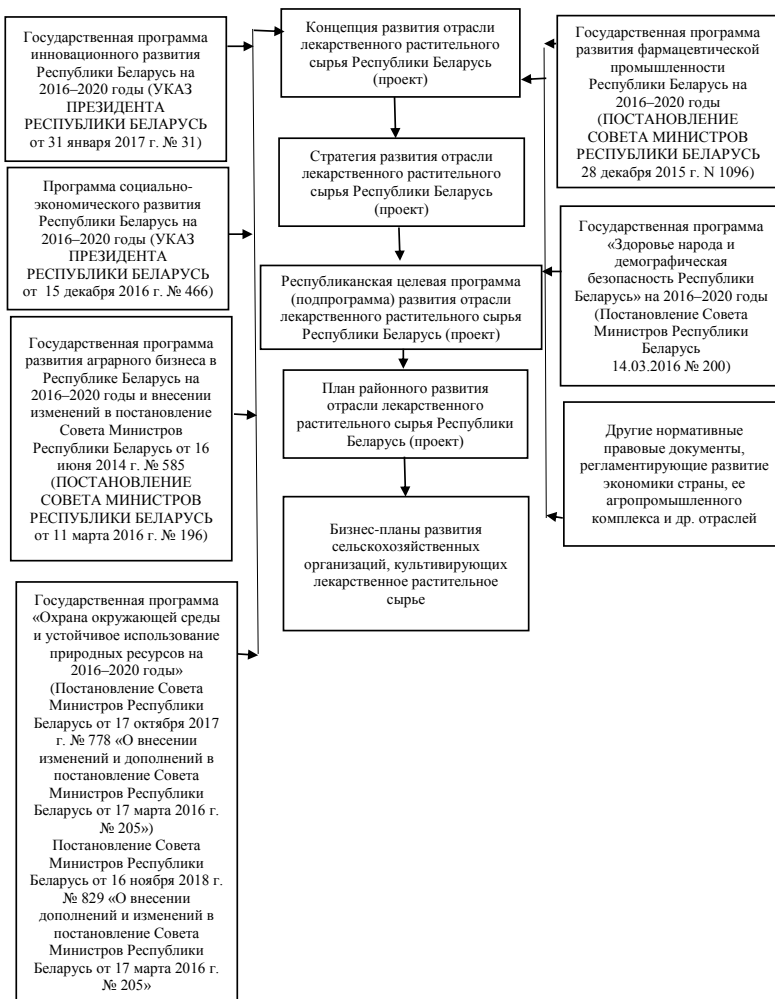 Государственная программа
инновационного развития
Республики Беларусь на
2016–2020 годы (УКАЗ
ПРЕЗИДЕНТА
РЕСПУБЛИКИ БЕЛАРУСЬ
от 31 января 2017 г. № 31)
Программа социально-
экономического развития
Республики Беларусь на
2016–2020 годы (УКАЗ
ПРЕЗИДЕНТА
РЕСПУБЛИКИ БЕЛАРУСЬ
от 15 декабря 2016 г. № 466)
Государственная программа
развития аграрного бизнеса в
Республике Беларусь на
2016–2020 годы и внесении
изменений в постановление
Совета Министров
Республики Беларусь от 16
июня 2014 г. № 585
(ПОСТАНОВЛЕНИЕ
СОВЕТА МИНИСТРОВ
РЕСПУБЛИКИ БЕЛАРУСЬ
от 11 марта 2016 г. № 196)
Государственная программа
«Охрана окружающей среды
и устойчивое использование
природных ресурсов на
2016–2020 годы»
(Постановление Совета
Министров Республики
Беларусь от 17 октября 2017
г. № 778 «О внесении
изменений и дополнений в
постановление Совета
Министров Республики
Беларусь от 17 марта 2016 г.
№ 205»)
Постановление Совета
Министров Республики
Беларусь от 16 ноября 2018 г.
№ 829 «О внесении
дополнений и изменений в
постановление Совета
Министров Республики
Беларусь от 17 марта 2016 г.
№ 205»
Концепция развития отрасли
лекарственного растительного
сырья Республики Беларусь
(проект)
Стратегия развития отрасли
лекарственного растительного
сырья Республики Беларусь
(проект)
Республиканская целевая программа
(подпрограмма) развития отрасли
лекарственного растительного сырья
Республики Беларусь (проект)
План районного развития
отрасли лекарственного
растительного сырья Республики
Беларусь (проект)
Бизнес-планы развития
сельскохозяйственных
организаций, культивирующих
лекарственное растительное
сырье
Государственная программа
развития фармацевтической
промышленности
Республики Беларусь на
2016–2020 годы
(ПОСТАНОВЛЕНИЕ
СОВЕТА МИНИСТРОВ
РЕСПУБЛИКИ БЕЛАРУСЬ
28 декабря 2015 г. N 1096)
Государственная программа
«Здоровье народа и
демографическая
безопасность Республики
Беларусь» на 2016–2020 годы
(Постановление Совета
Министров Республики
Беларусь
14.03.2016 № 200)
Другие нормативные
правовые документы,
регламентирующие развитие
экономики страны, ее
агропромышленного
комплекса и др. отраслей